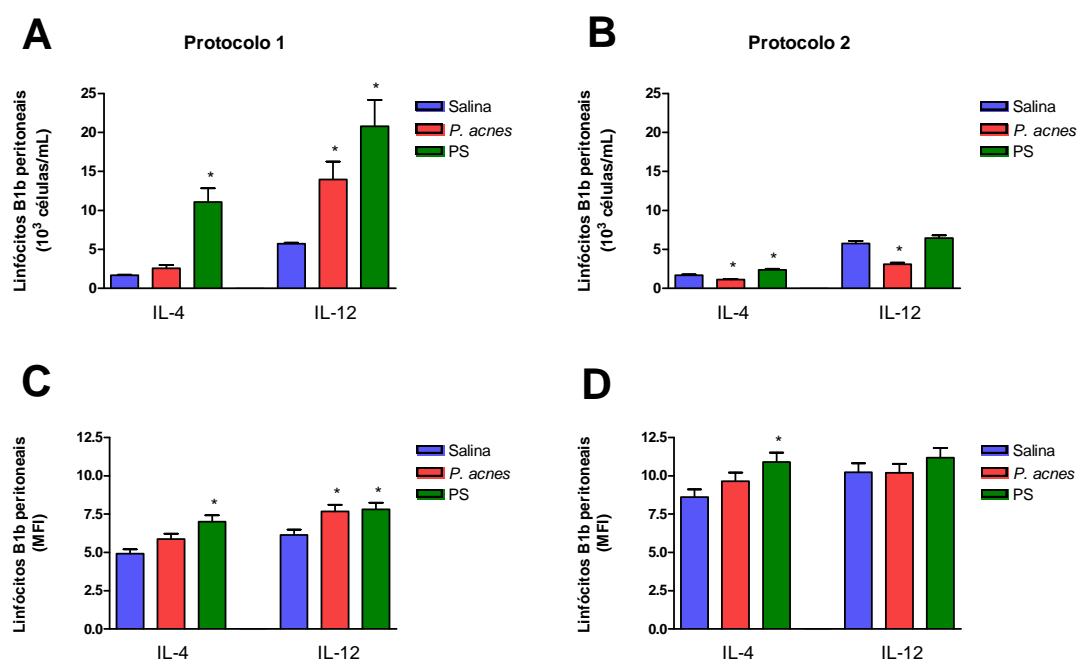 A
Protocolo 1
Linfócitos B1b peritoneais
(10³ células/mL)
25
20
15
10
5
0
*
*
*
IL-4
IL-12
Salina
P. acnes
PS
B
Protocolo 2
Linfócitos B1b peritoneais
(10³ células/mL)
25
20
15
10
5
0
*
*
*
IL-4
IL-12
Salina
P. acnes
PS
C
Linfócitos B1b peritoneais
(MFI)
12.5
10.0
7.5
5.0
2.5
0.0
*
*
*
IL-4
IL-12
Salina
P. acnes
PS
D
Linfócitos B1b peritoneais
(MFI)
12.5
10.0
7.5
5.0
2.5
0.0
*
IL-4
IL-12
Salina
P. acnes
PS